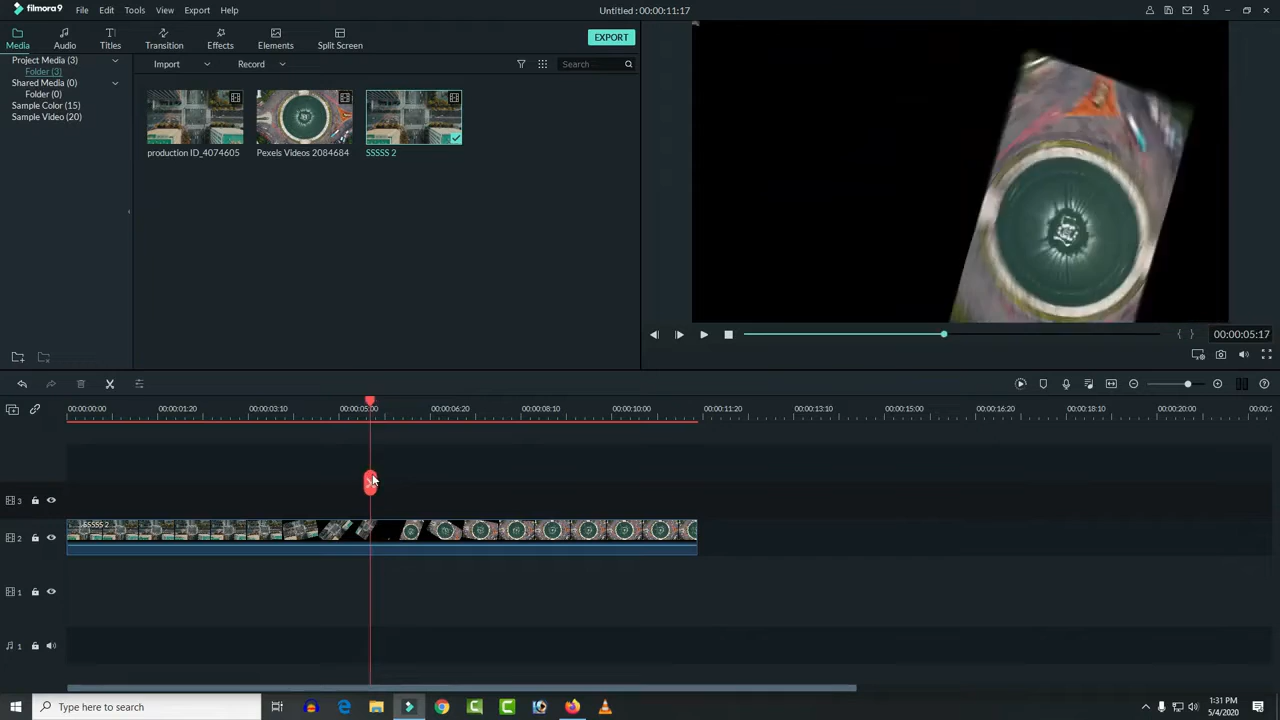 filmora9 File Edit Tools View Export Help Untitled : 00:00:11:17
Media Audio Titles Transition Effects Elements Split Screen EXPORT
Project Media (3)
Folder (3)
Shared Media (0)
Folder (0)
Sample Color (15)
Sample Video (20)
Import Record Search
production ID_4074605 Pexels Videos 2084684 SSSSS 2
{ } 00:00:05:17
00:00:00:00 00:00:01:20 00:00:03:10 00:00:05:00 00:00:06:20 00:00:08:10 00:00:10:00 00:00:11:20 00:00:13:10 00:00:15:00 00:00:16:20 00:00:18:10 00:00:20:00
3
SSSSS 2
2
1
1
Type here to search
1:31 PM
5/4/2020